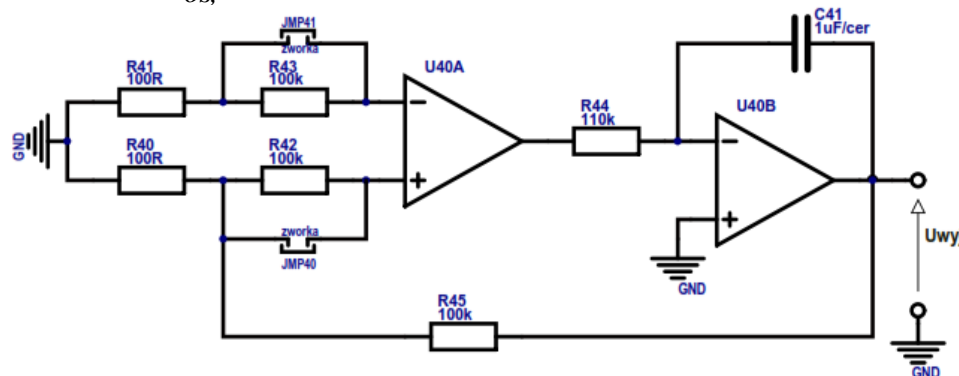 os,
JMP41
zworka
C41
1uF/cer
R41
100R
R43
100k
U40A
R44
110k
U40B
GND
R40
100R
R42
100k
zworka
JMP40
GND
Uwy
R45
100k
GND